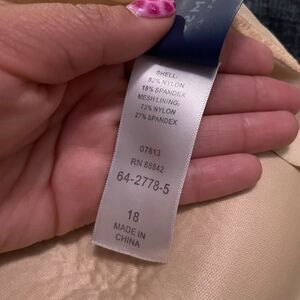 SHELL:
82% NYLON
18% SPANDEX
MESH LINING:
73% NYLON
27% SPANDEX
07813
RN 88842
64-2778-5
18
MADE IN
CHINA